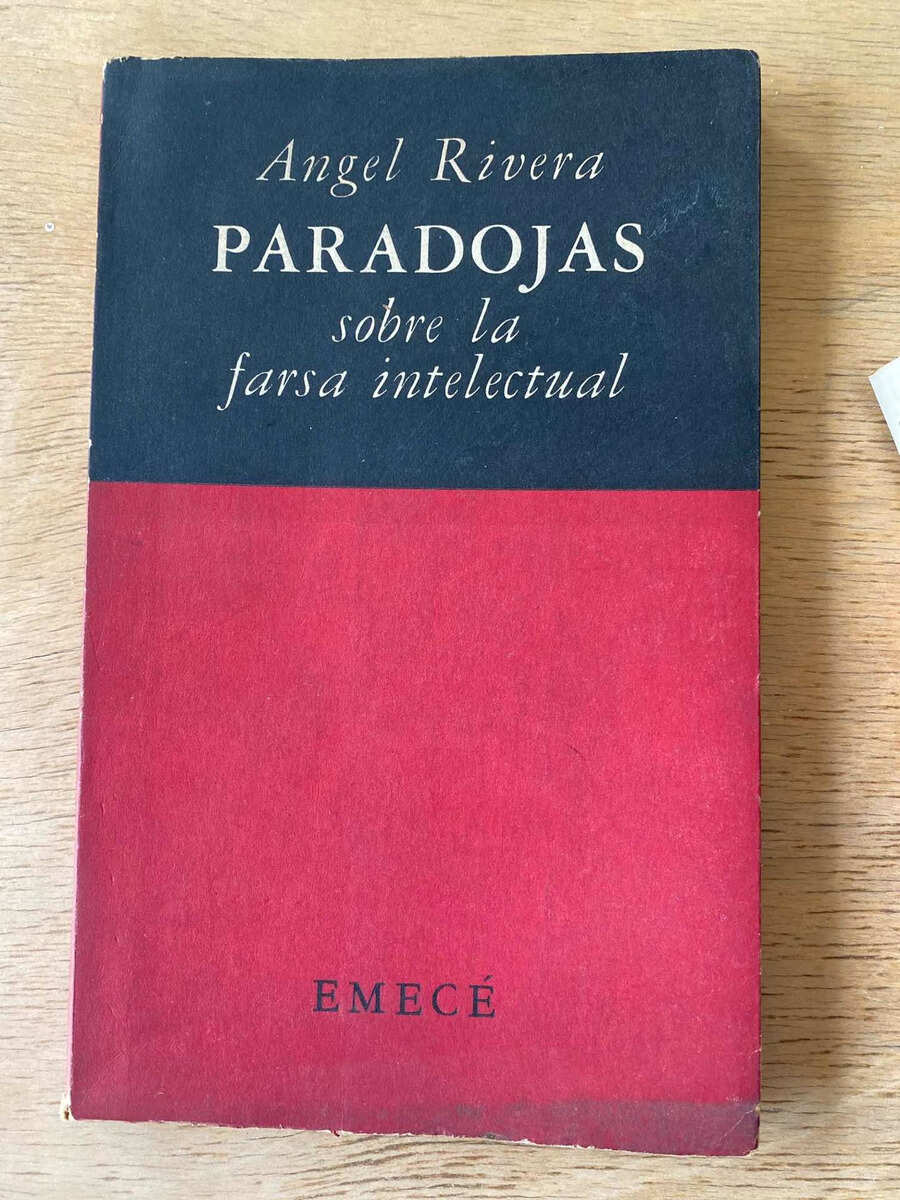 Angel Rivera
PARADOJAS
sobre la
farsa intelectual
EMECÉ